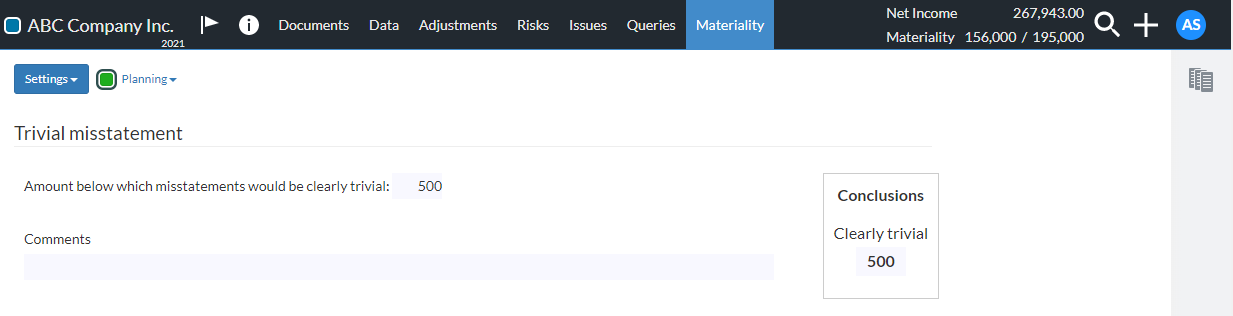 ABC Company Inc.
2021
Documents Data Adjustments Risks Issues Queries Materiality
Net Income 267,943.00
Materiality 156,000 / 195,000
AS
Settings
Planning
Trivial misstatement
Amount below which misstatements would be clearly trivial: 500
Comments
Conclusions
Clearly trivial
500